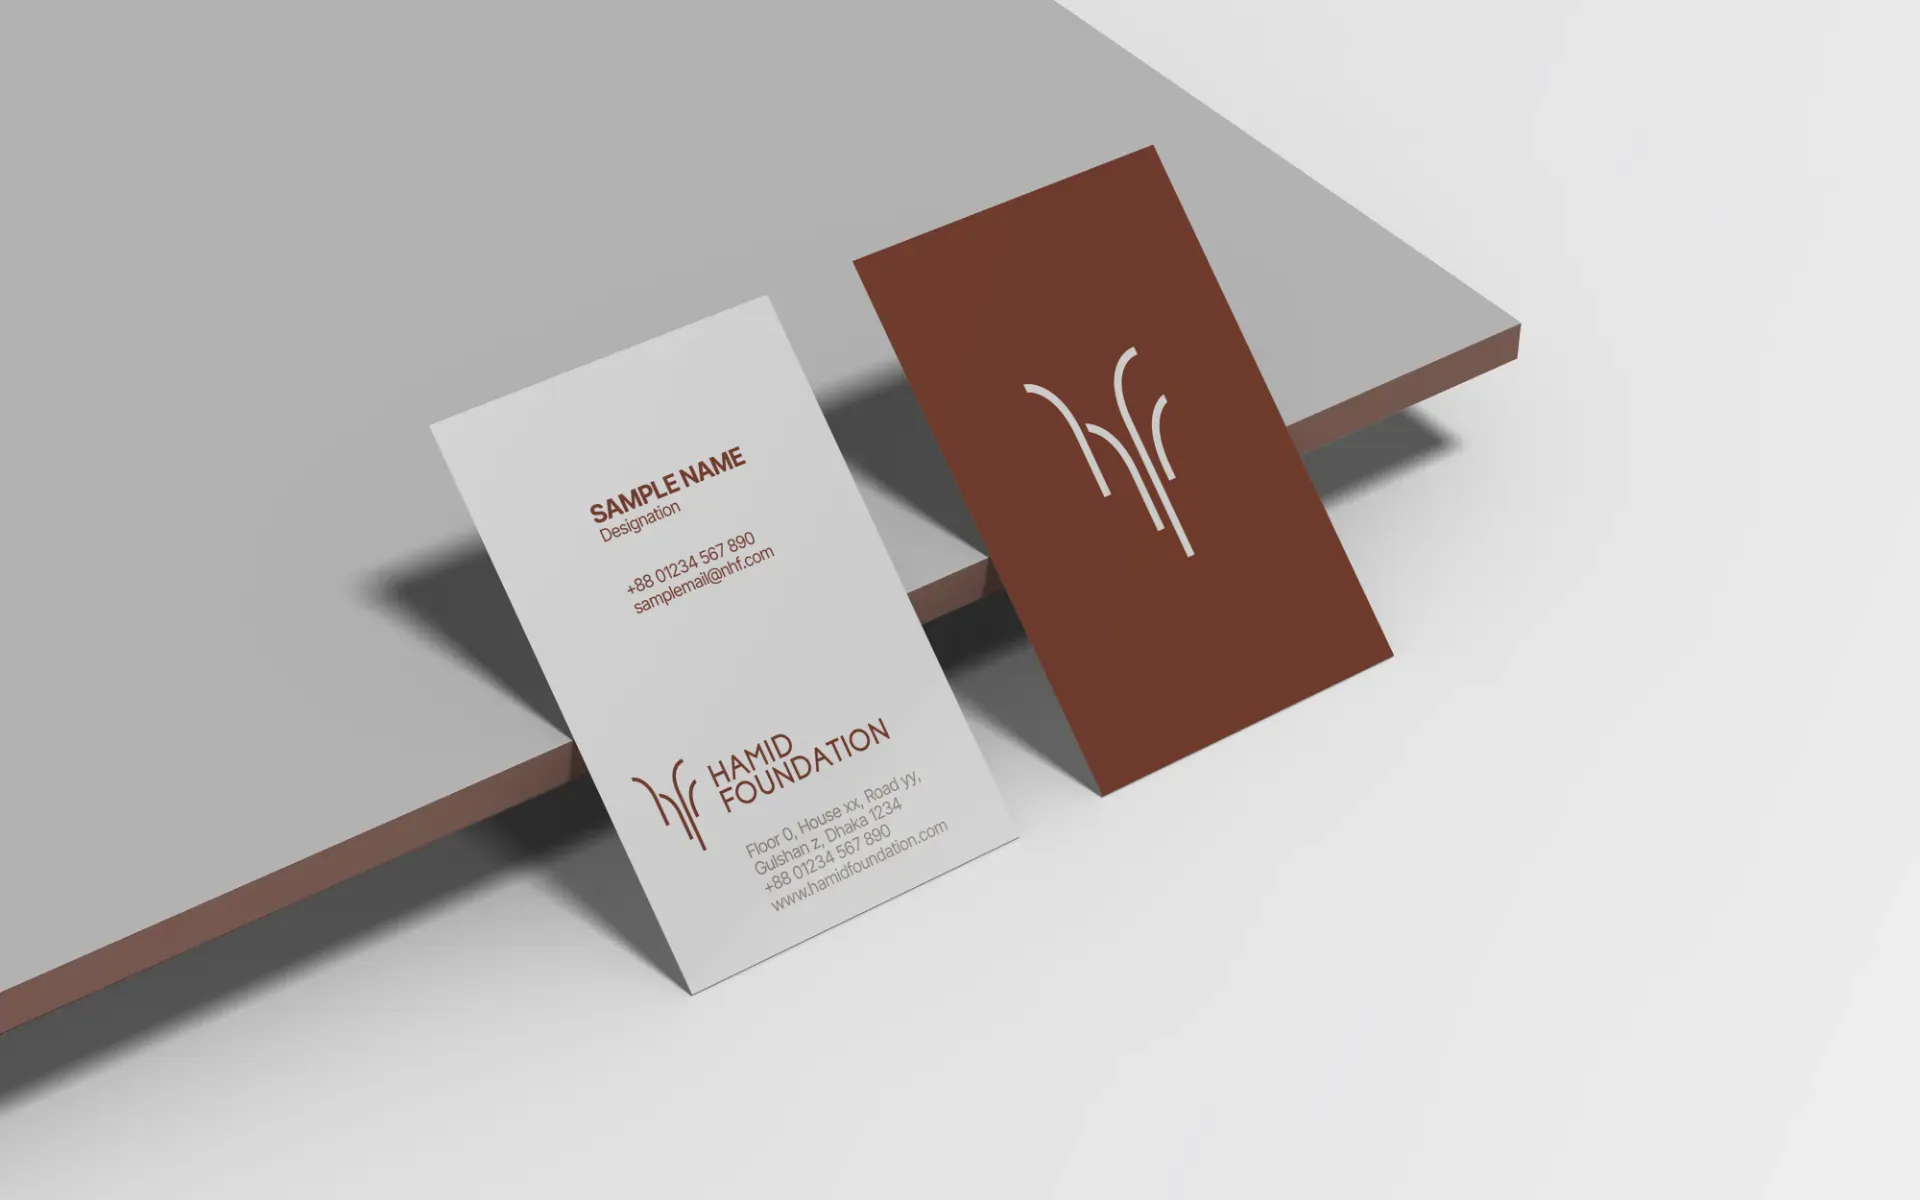 SAMPLE NAME
Designation
+88 01234 567 890
samplemail@nhf.com
HAMID
FOUNDATION
Floor 0, House xx, Road yy,
Gulshan z, Dhaka 1234
+88 01234 567 890
www.hamidfoundation.com